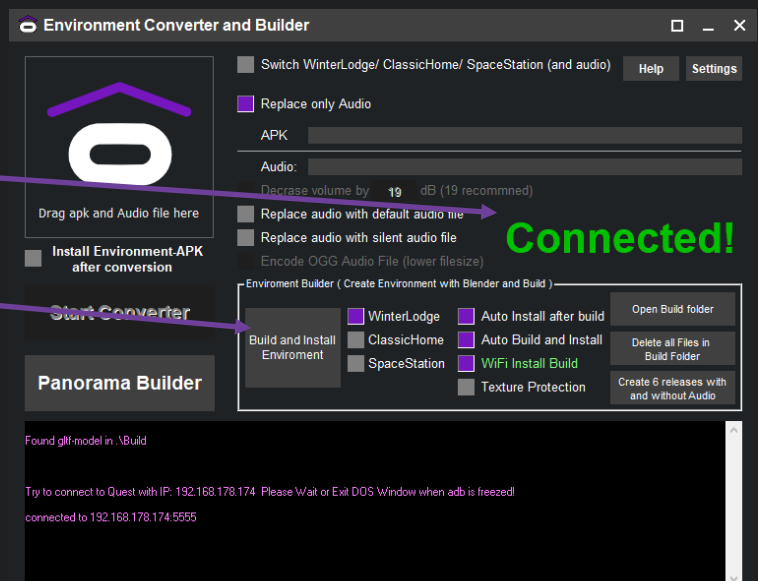 Environment Converter and Builder
Switch WinterLodge/ ClassicHome/ SpaceStation (and audio)
Help
Settings
Replace only Audio
APK
Audio:
Decrase volume by 19 dB (19 recommned)
Drag apk and Audio file here
Replace audio with default audio file
Connected!
Replace audio with silent audio file
Install Environment-APK
after conversion
Encode OGG Audio File (lower filesize)
Enviroment Builder ( Create Environment with Blender and Build )
Start Converter
Build and Install
Enviroment
WinterLodge
ClassicHome
SpaceStation
Auto Install after build
Auto Build and Install
WiFi Install Build
Texture Protection
Open Build folder
Delete all Files in
Build Folder
Create 6 releases with
and without Audio
Panorama Builder
Found gltf-model in .\Build
Try to connect to Quest with IP: 192.168.178.174 Please Wait or Exit DOS Window when adb is freezed!
connected to 192.168.178.174:5555